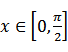 x ∈ [0, π/2]